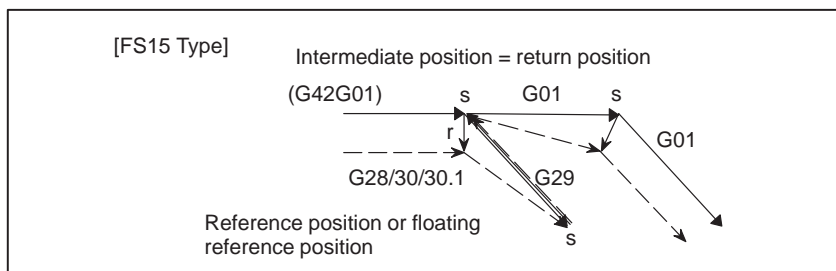 [FS15 Type]
Intermediate position = return position
(G42G01)
s
G01
s
r
G01
G28/30/30.1
G29
Reference position or floating
reference position
s